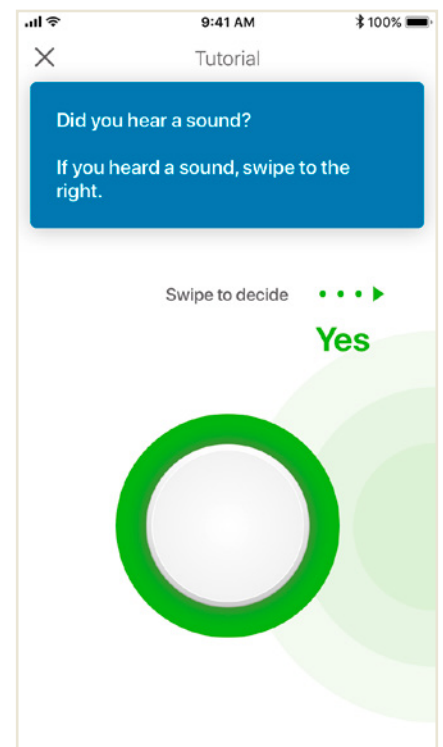 9:41 AM
100%
Tutorial
Did you hear a sound?
If you heard a sound, swipe to the
right.
Swipe to decide
Yes